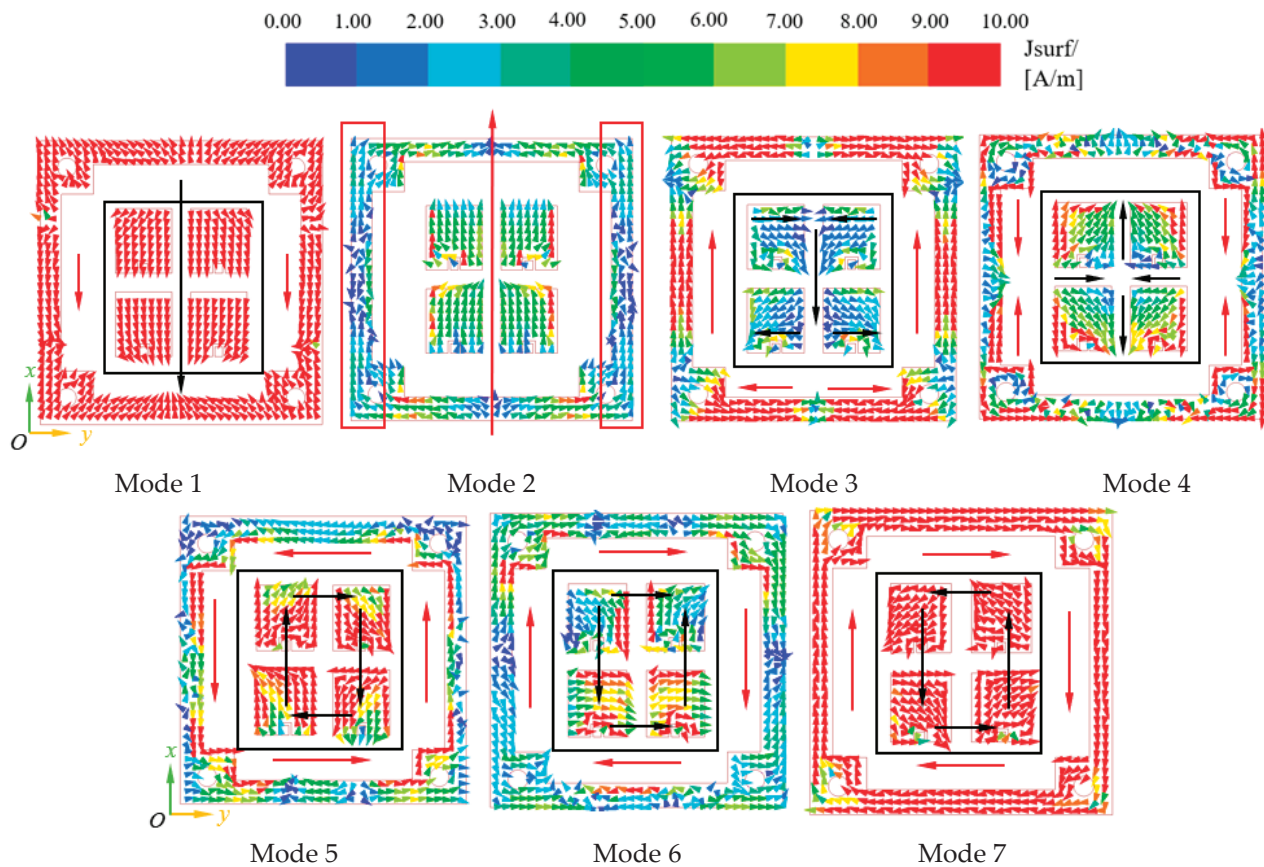 0.00 1.00 2.00 3.00 4.00 5.00 6.00 7.00 8.00 9.00 10.00
Jsurf/
[A/m]
x
O y
Mode 1 Mode 2 Mode 3 Mode 4
x
O y
Mode 5 Mode 6 Mode 7